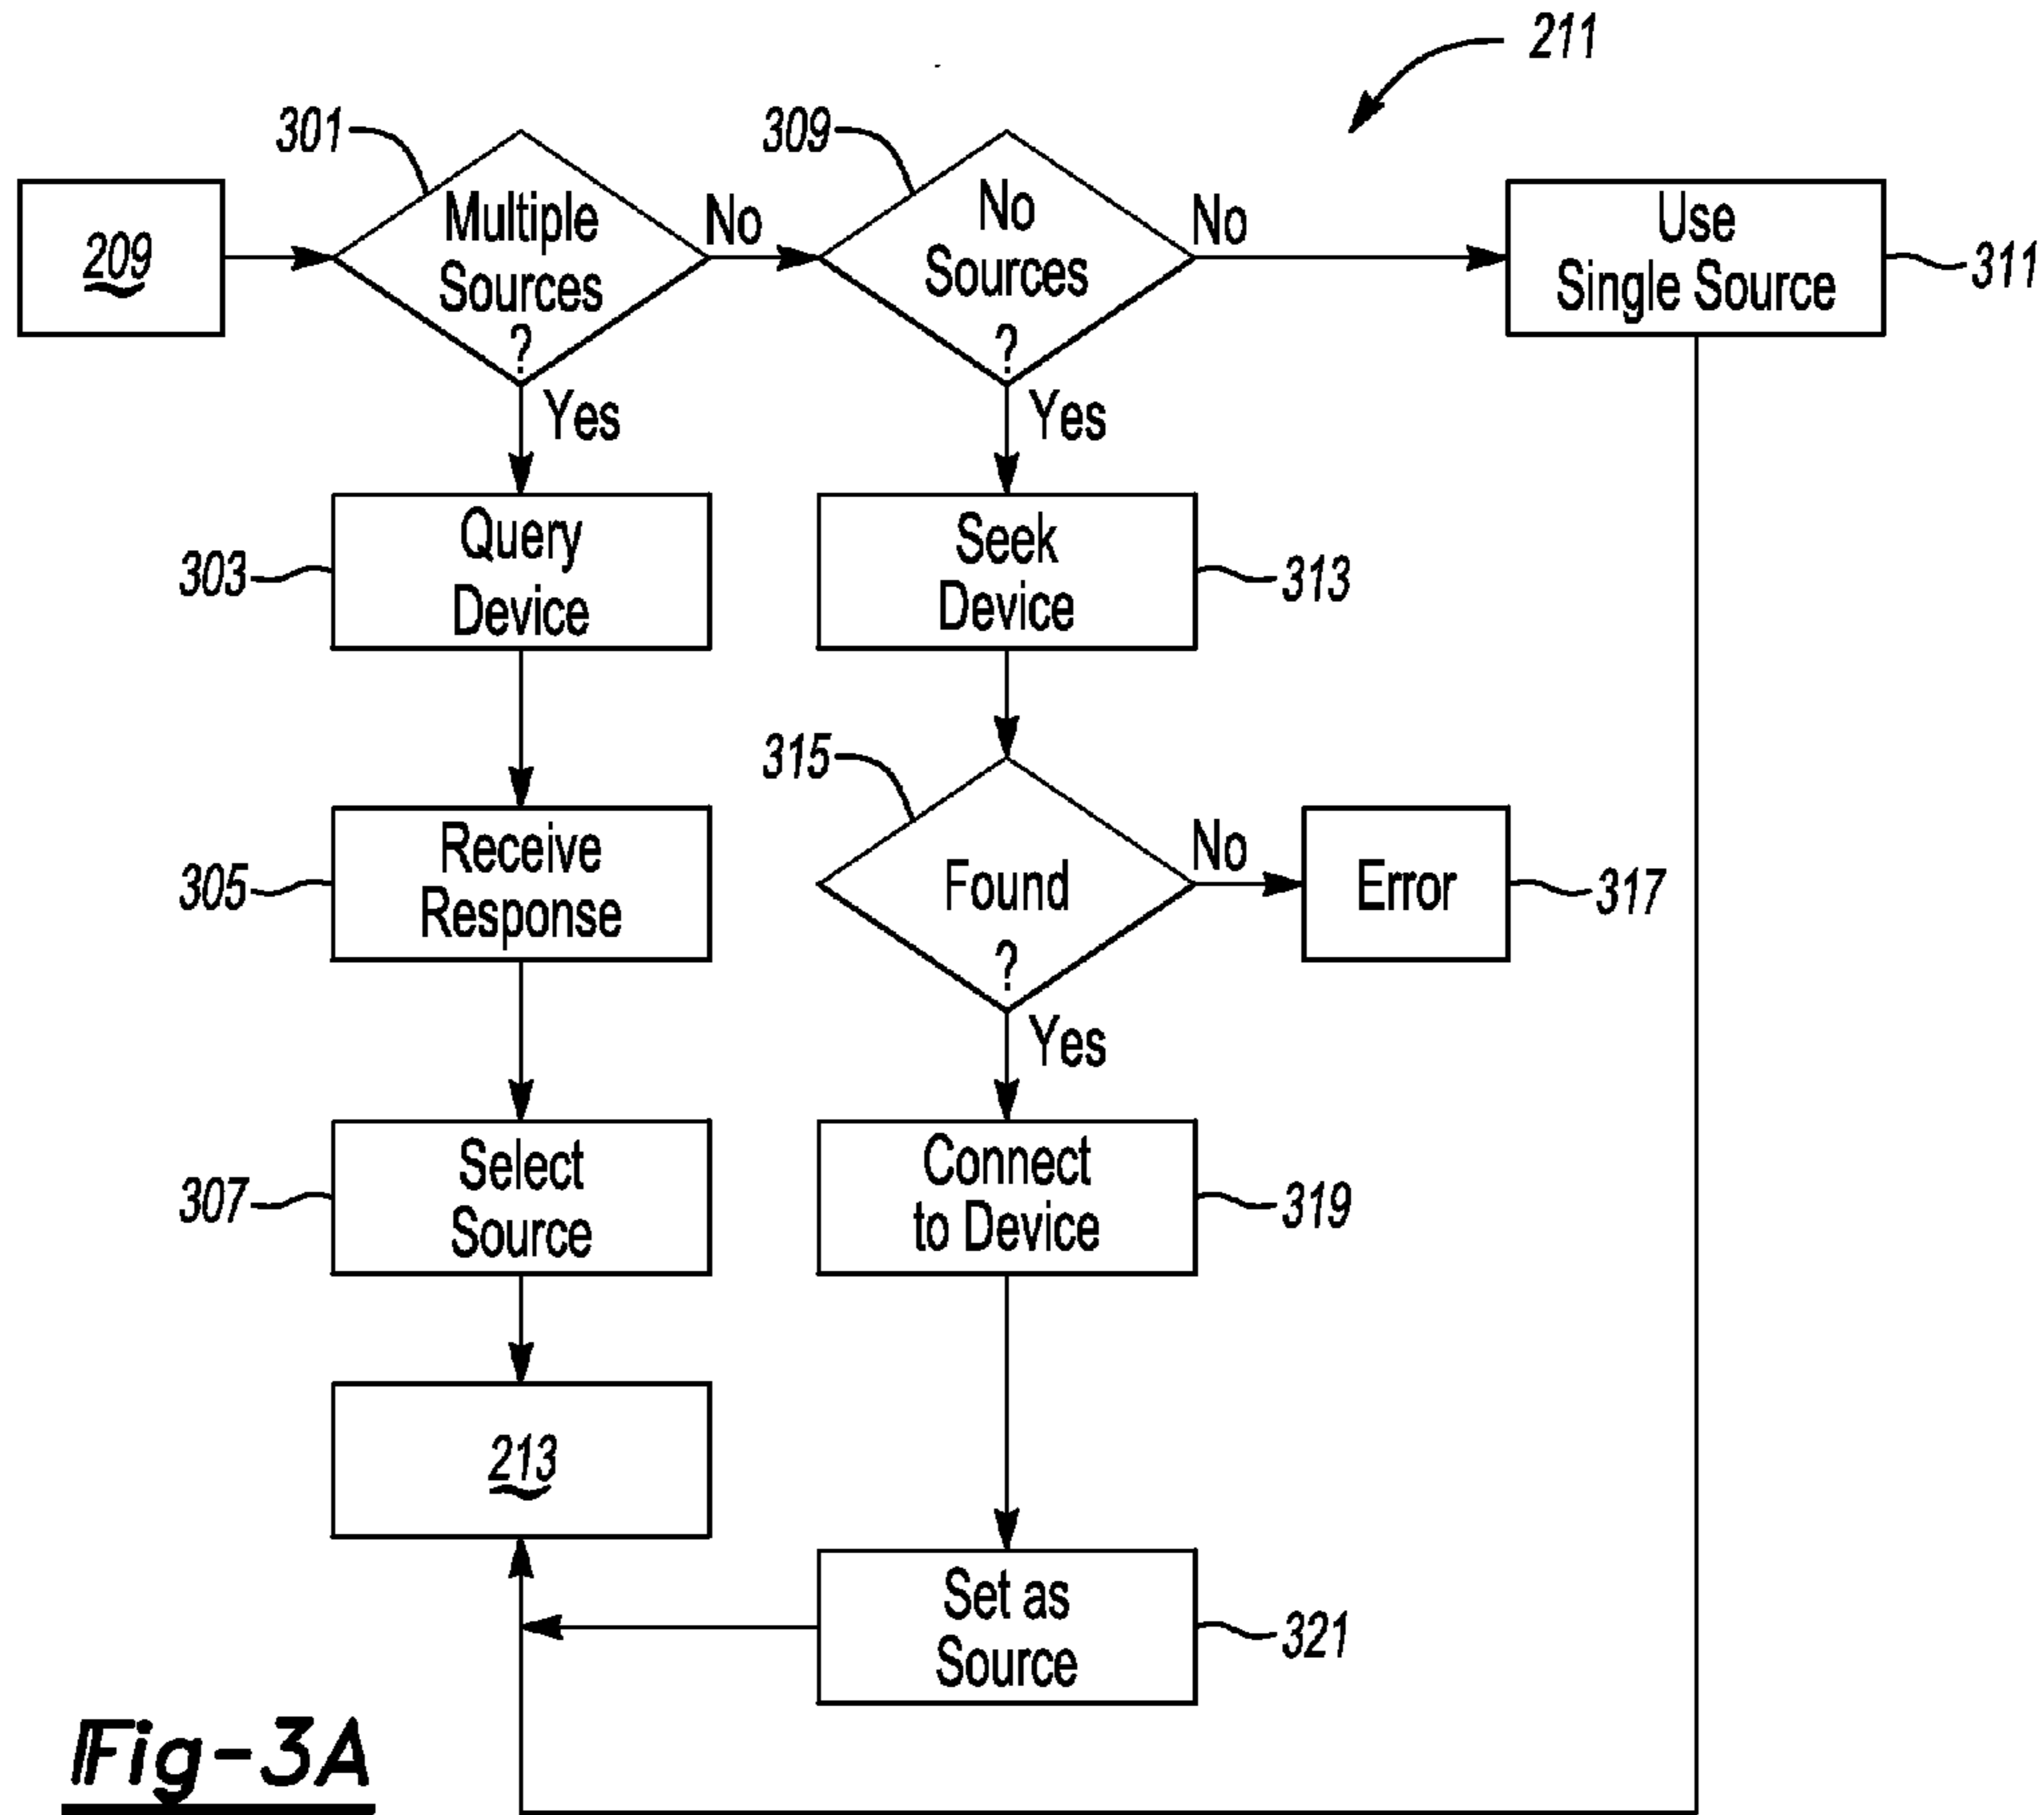 211
301
309
209
Multiple
Sources
?
No
No
Sources
?
No
Use
Single Source
311
Yes
Yes
303
Query
Device
Seek
Device
313
315
305
Receive
Response
Found
?
No
Error
317
Yes
307
Select
Source
Connect
to Device
319
213
Set as
Source
321
Fig-3A